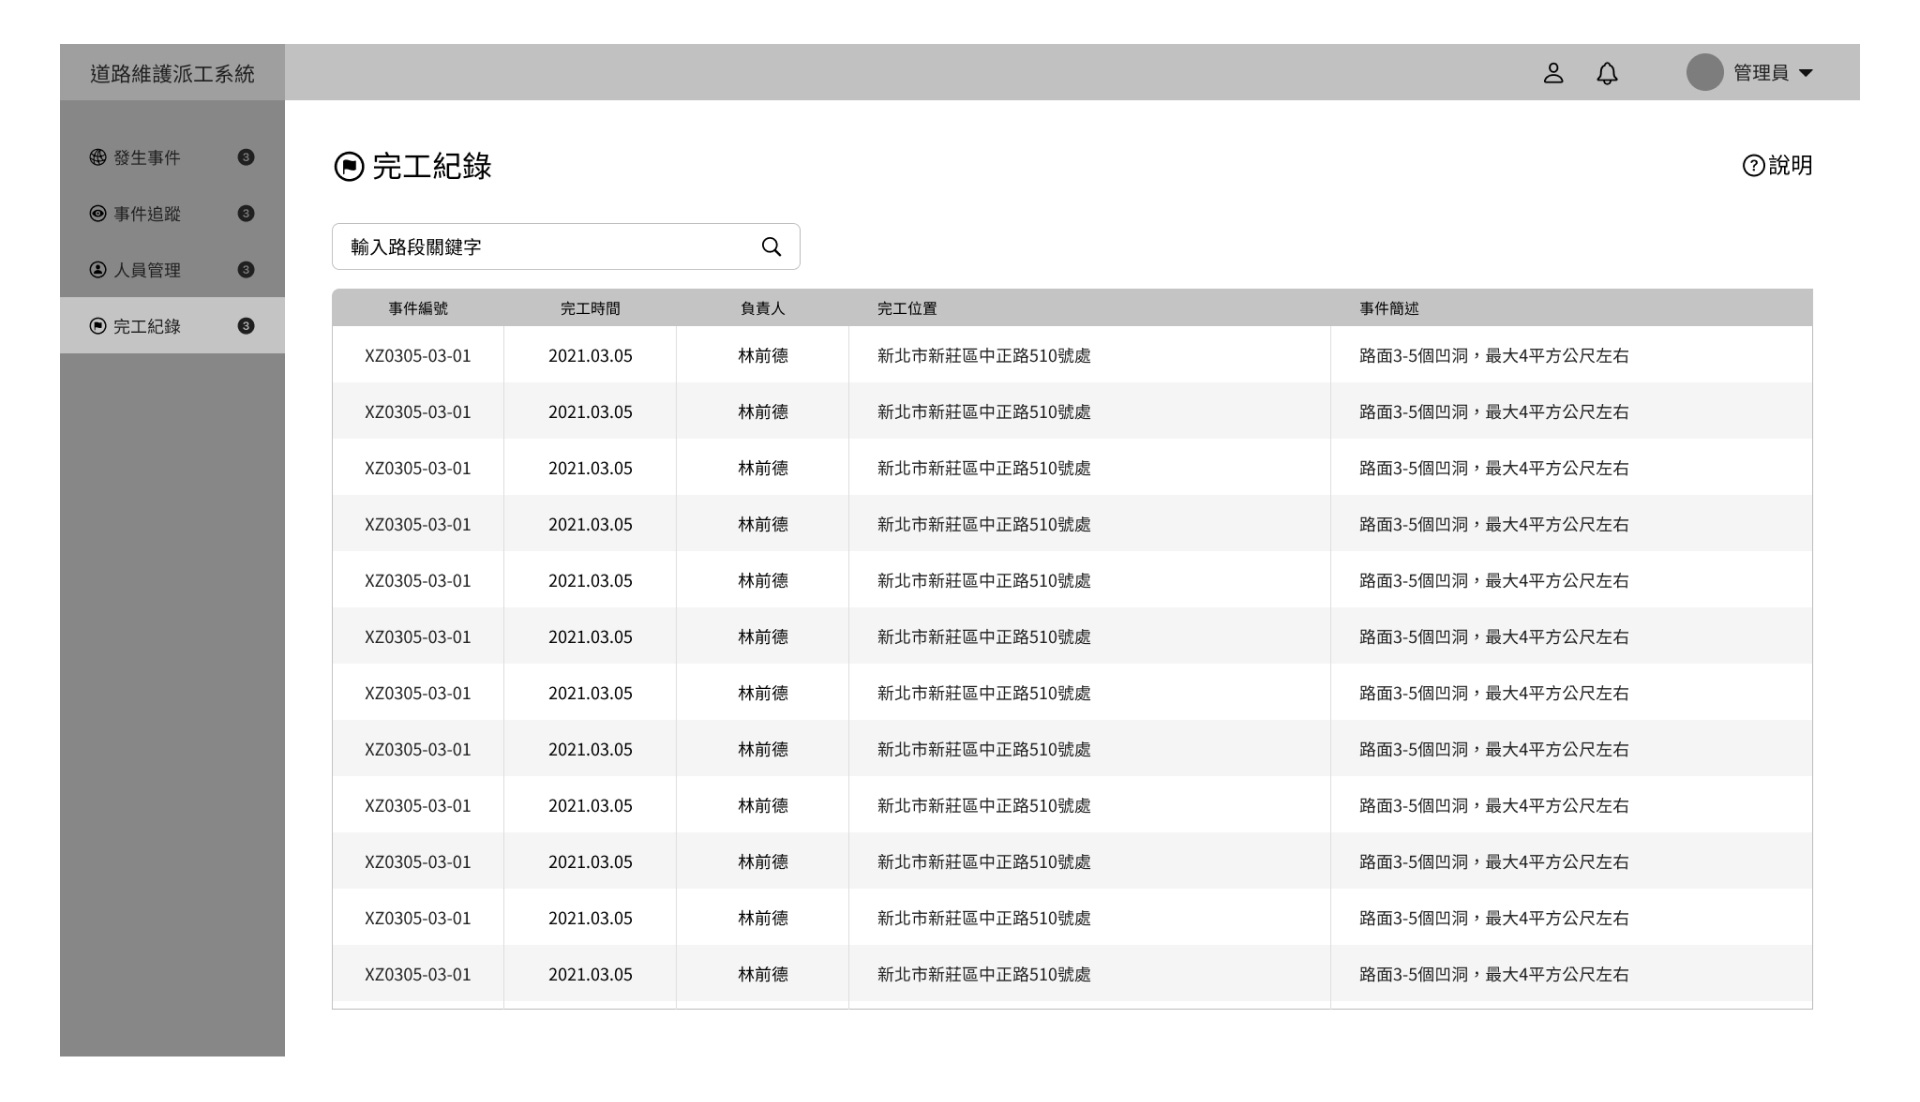 道路維護派工系統
管理員
發生事件 3
事件追蹤 3
人員管理 3
完工紀錄 3
完工紀錄
說明
輸入路段關鍵字
事件編號 完工時間 負責人 完工位置 事件簡述
XZ0305-03-01 2021.03.05 林前德 新北市新莊區中正路510號處 路面3-5個凹洞，最大4平方公尺左右
XZ0305-03-01 2021.03.05 林前德 新北市新莊區中正路510號處 路面3-5個凹洞，最大4平方公尺左右
XZ0305-03-01 2021.03.05 林前德 新北市新莊區中正路510號處 路面3-5個凹洞，最大4平方公尺左右
XZ0305-03-01 2021.03.05 林前德 新北市新莊區中正路510號處 路面3-5個凹洞，最大4平方公尺左右
XZ0305-03-01 2021.03.05 林前德 新北市新莊區中正路510號處 路面3-5個凹洞，最大4平方公尺左右
XZ0305-03-01 2021.03.05 林前德 新北市新莊區中正路510號處 路面3-5個凹洞，最大4平方公尺左右
XZ0305-03-01 2021.03.05 林前德 新北市新莊區中正路510號處 路面3-5個凹洞，最大4平方公尺左右
XZ0305-03-01 2021.03.05 林前德 新北市新莊區中正路510號處 路面3-5個凹洞，最大4平方公尺左右
XZ0305-03-01 2021.03.05 林前德 新北市新莊區中正路510號處 路面3-5個凹洞，最大4平方公尺左右
XZ0305-03-01 2021.03.05 林前德 新北市新莊區中正路510號處 路面3-5個凹洞，最大4平方公尺左右
XZ0305-03-01 2021.03.05 林前德 新北市新莊區中正路510號處 路面3-5個凹洞，最大4平方公尺左右
XZ0305-03-01 2021.03.05 林前德 新北市新莊區中正路510號處 路面3-5個凹洞，最大4平方公尺左右